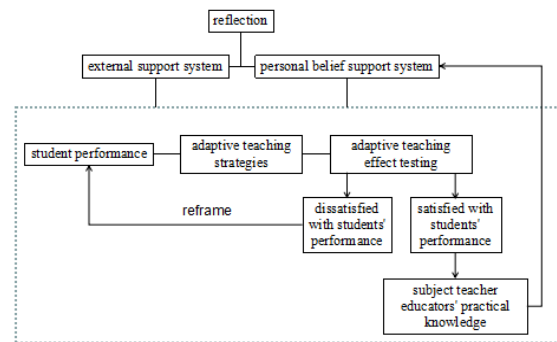 reflection
external support system
personal belief support system
student performance
adaptive teaching
strategies
adaptive teaching
effect testing
reframe
dissatisfied
with students'
performance
satisfied with
students'
performance
subject teacher
educators' practical
knowledge